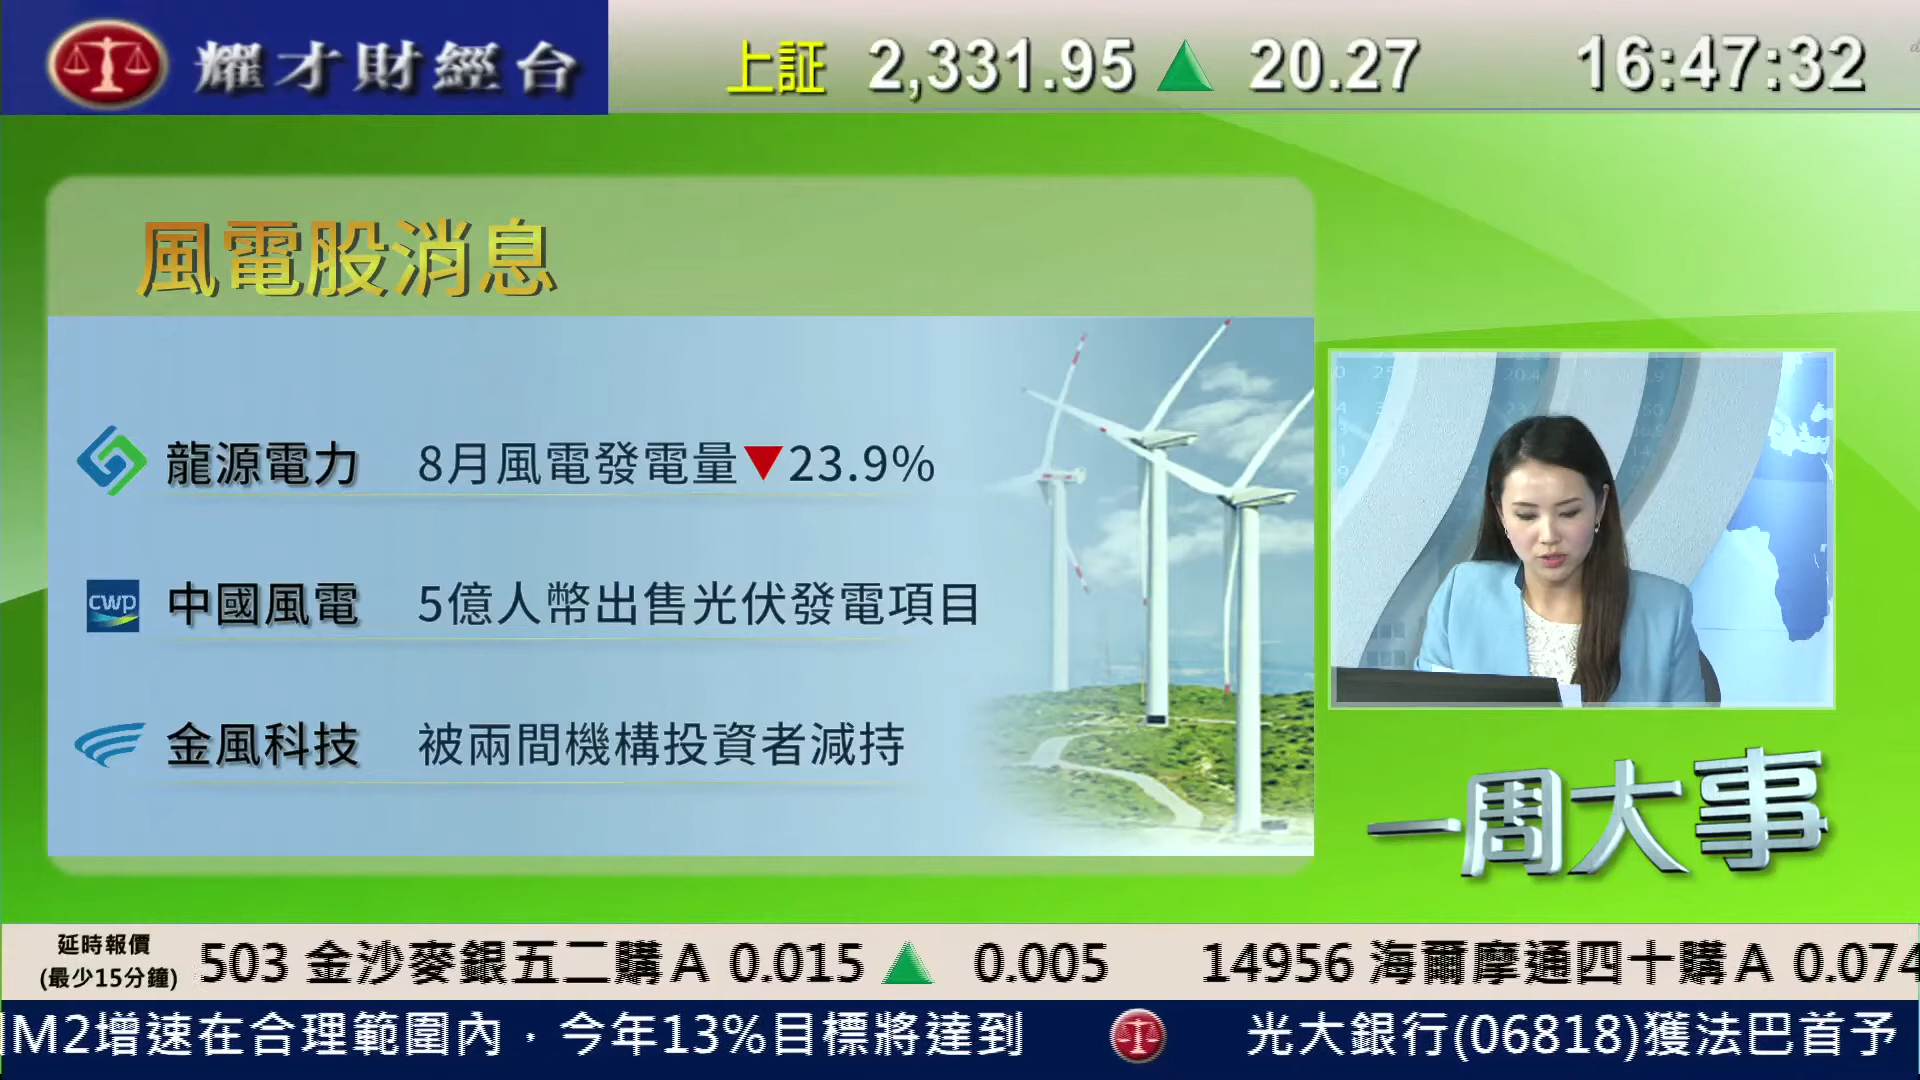 耀才財經台
上証 2,331.95 ▲ 20.27 16:47:32
風電股消息
龍源電力 8月風電發電量▼23.9%
CWP 中國風電 5億人幣出售光伏發電項目
金風科技 被兩間機構投資者減持
一周大事
延時報價
(最少15分鐘)
503 金沙麥銀五二購A 0.015 ▲ 0.005 14956 海爾摩通四十購A 0.074
M2增速在合理範圍內，今年13%目標將達到 光大銀行(06818)獲法巴首予